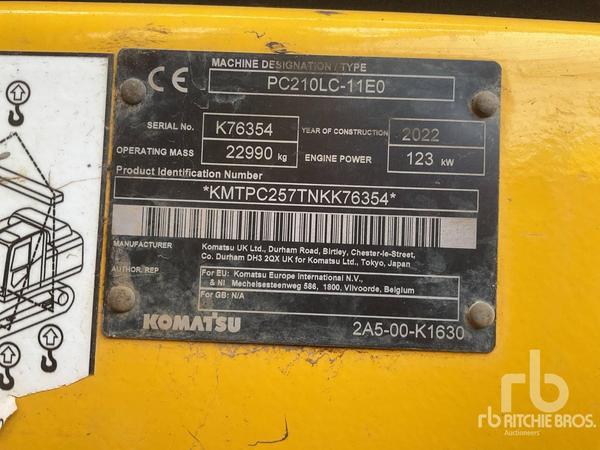 CE
MACHINE DESIGNATION / TYPE
PC210LC-11E0
SERIAL No. K76354 YEAR OF CONSTRUCTION 2022
OPERATING MASS 22990 kg ENGINE POWER 123 kW
Product Identification Number
*KMTPC257TNKK76354*
MANUFACTURER Komatsu UK Ltd., Durham Road, Birtley, Chester-le-Street,
Co. Durham DH3 2QX UK for Komatsu Ltd., Tokyo, Japan
AUTHOR. REP For EU: Komatsu Europe International N.V.,
& NI Mechelsesteenweg 586, 1800, Vilvoorde, Belgium
For GB: N/A
KOMATSU 2A5-00-K1630
rb
rb RITCHIE BROS.
Auctioneers